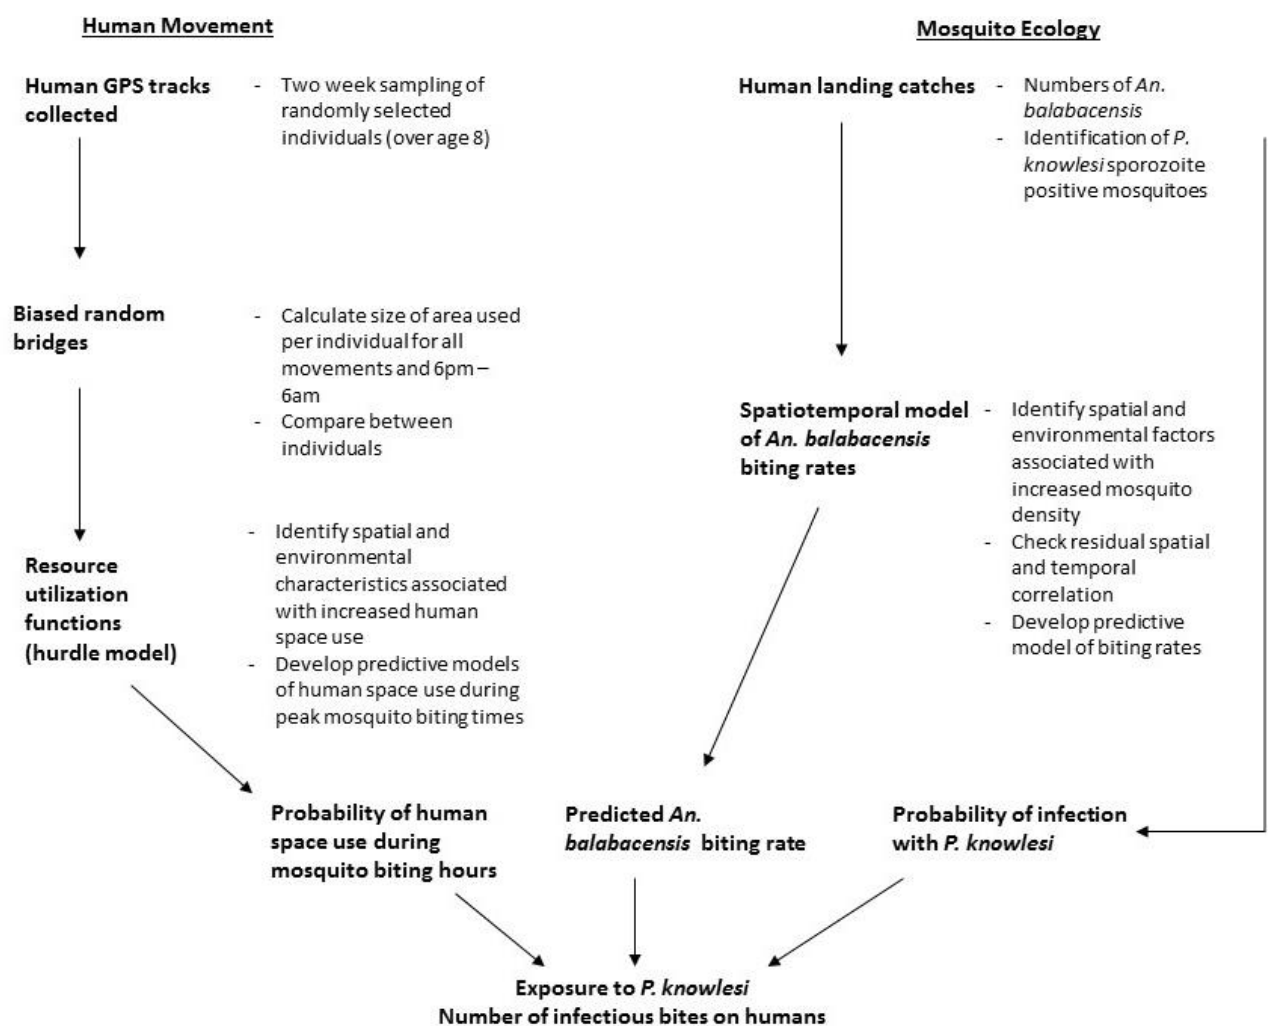 Human Movement
Human GPS tracks
collected
- Two week sampling of
randomly selected
individuals (over age 8)
Biased random
bridges
- Calculate size of area used
per individual for all
movements and 6pm –
6am
- Compare between
individuals
Resource
utilization
functions
(hurdle model)
- Identify spatial and
environmental
characteristics associated
with increased human
space use
- Develop predictive models
of human space use during
peak mosquito biting times
Mosquito Ecology
Human landing catches
- Numbers of An.
balabacensis
- Identification of P.
knowlesi sporozoite
positive mosquitoes
Spatiotemporal model
of An. balabacensis
biting rates
- Identify spatial and
environmental factors
associated with
increased mosquito
density
- Check residual spatial
and temporal
correlation
- Develop predictive
model of biting rates
Probability of human
space use during
mosquito biting hours
Predicted An.
balabacensis biting rate
Probability of infection
with P. knowlesi
Exposure to P. knowlesi
Number of infectious bites on humans